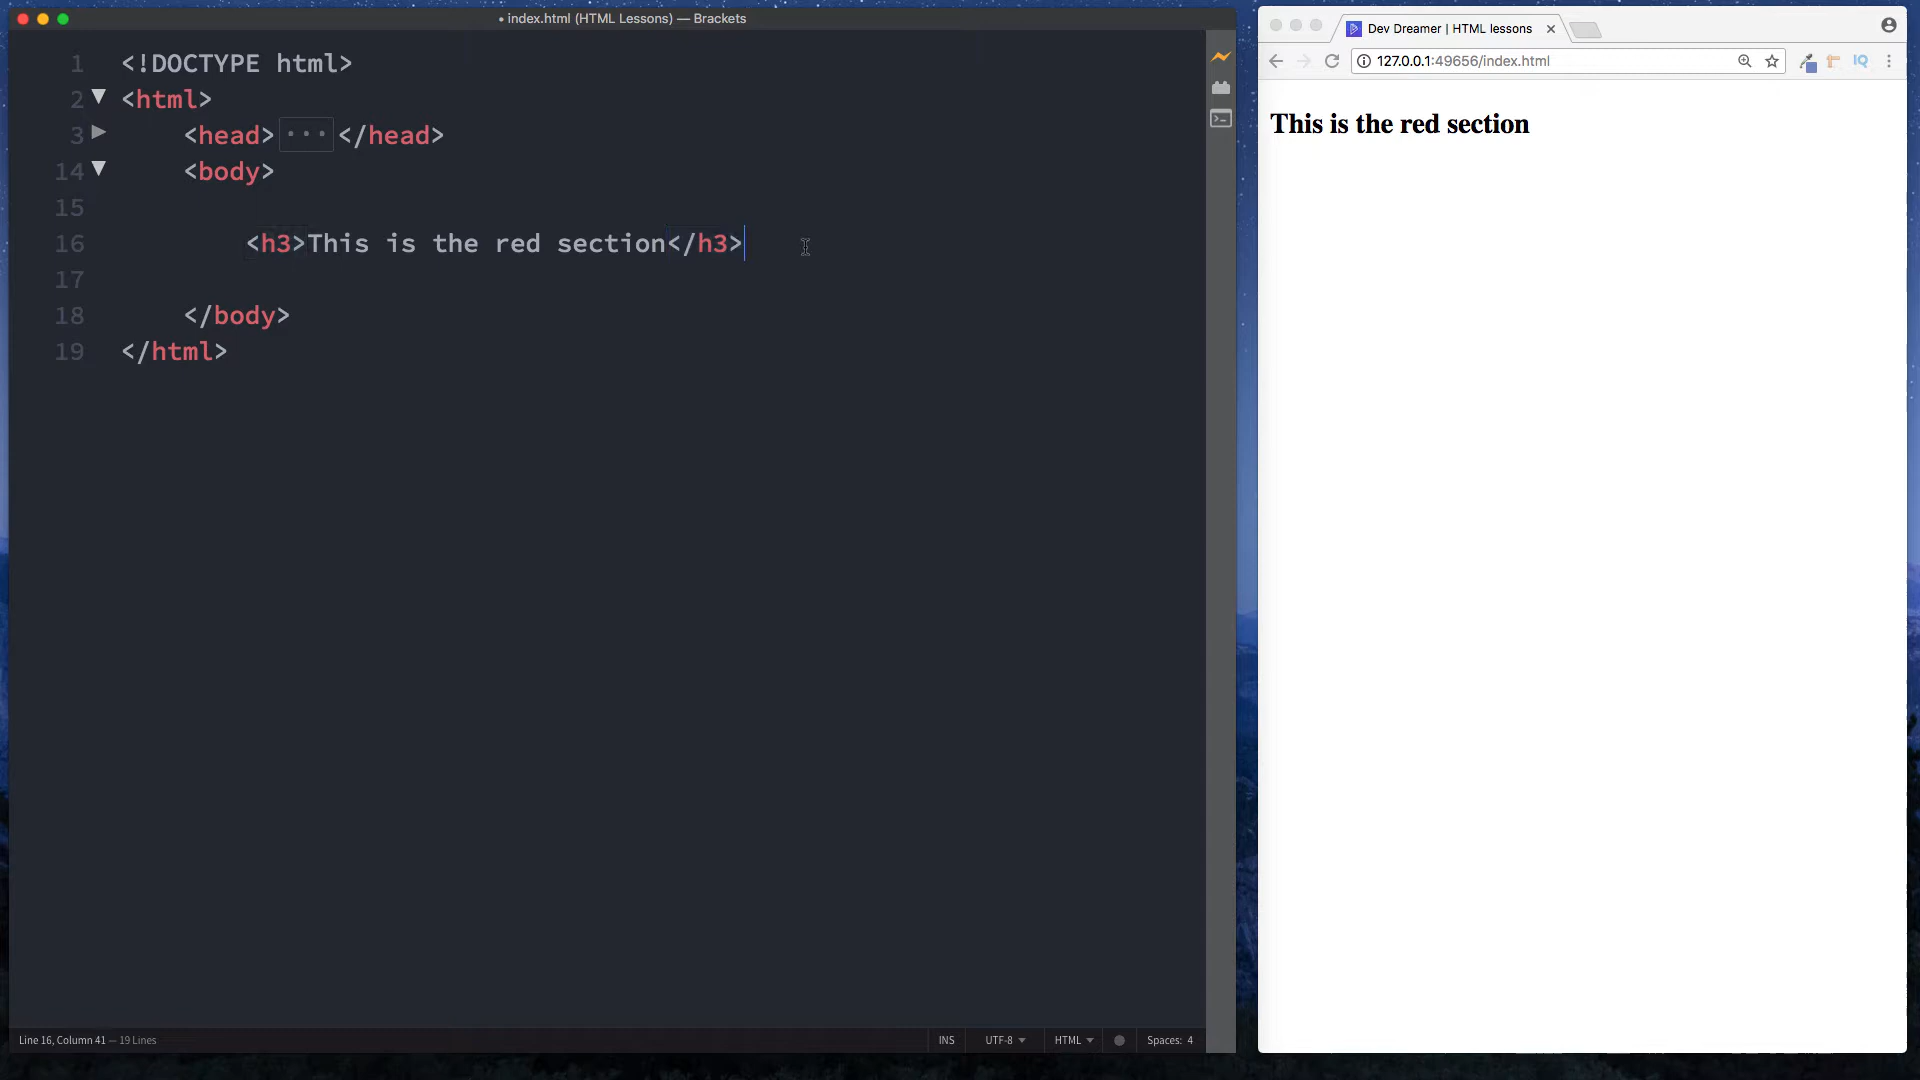 • index.html (HTML Lessons) — Brackets
1 <!DOCTYPE html>
2 <html>
3 <head>···</head>
14 <body>
15
16 <h3>This is the red section</h3>
17
18 </body>
19 </html>
Line 16, Column 41 — 19 Lines
INS UTF-8 HTML Spaces: 4
Dev Dreamer | HTML lessons
127.0.0.1:49656/index.html
IQ
This is the red section